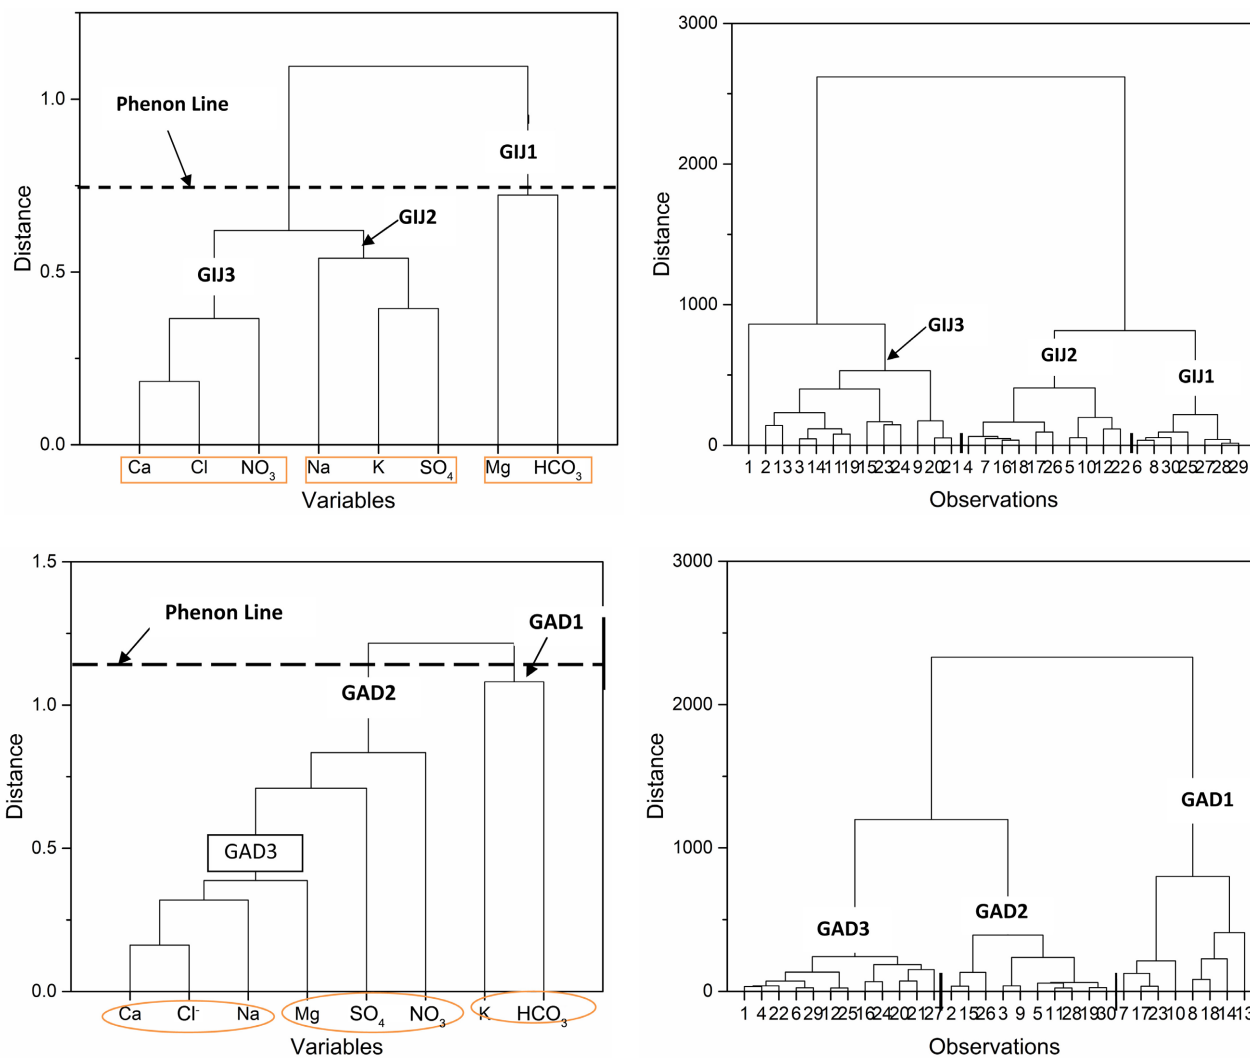 1.0
0.5
0.0
Distance
Phenon Line
GIJ1
GIJ2
GIJ3
Ca Cl NO3 Na K SO4 Mg HCO3
Variables
3000
2000
1000
0
Distance
GIJ3
GIJ2
GIJ1
1 2 13 3 14 11 19 15 23 24 9 20 21 4 7 16 18 17 26 5 10 12 22 6 8 30 25 27 28 29
Observations
1.5
1.0
0.5
0.0
Distance
Phenon Line
GAD1
GAD2
GAD3
Ca Cl- Na Mg SO4 NO3 K HCO3
Variables
3000
2000
1000
0
Distance
GAD1
GAD2
GAD3
1 4 22 6 29 12 25 16 24 20 21 27 2 15 26 3 9 5 11 28 19 30 7 17 23 10 8 18 14 13
Observations